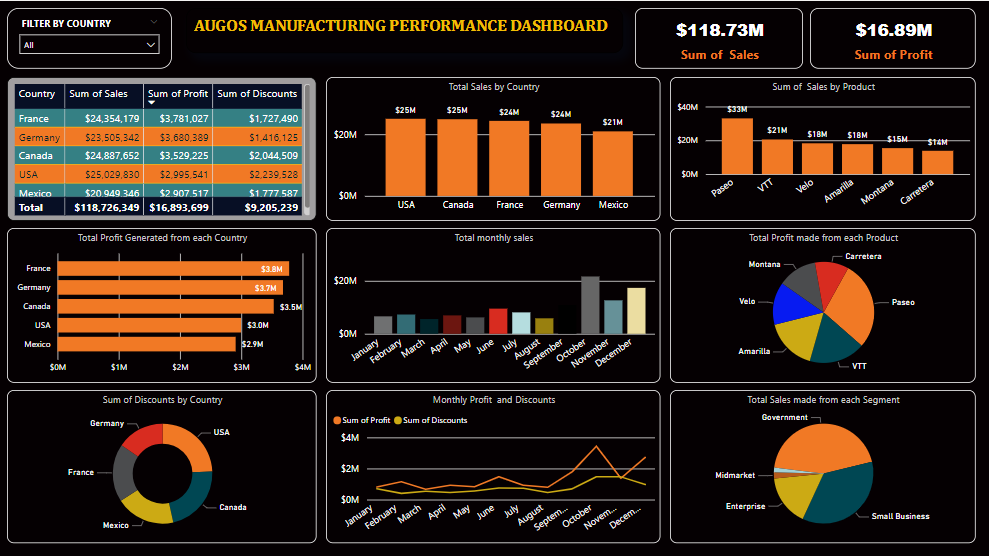 FILTER BY COUNTRY
All
AUGOS MANUFACTURING PERFORMANCE DASHBOARD
$118.73M
Sum of Sales
$16.89M
Sum of Profit
Country Sum of Sales Sum of Profit Sum of Discounts
France $24,354,179 $3,781,027 $1,727,490
Germany $23,505,342 $3,680,389 $1,416,125
Canada $24,887,652 $3,529,225 $2,044,509
USA $25,029,830 $2,995,541 $2,239,528
Mexico $20,949,346 $2,907,517 $1,777,587
Total $118,726,349 $16,893,699 $9,205,239
Total Sales by Country
$20M
$0M
$25M $25M $24M $24M $21M
USA Canada France Germany Mexico
Sum of Sales by Product
$40M
$20M
$0M
$33M $21M $18M $18M $15M $14M
Paseo VTT Velo Amarilla Montana Carretera
Total Profit Generated from each Country
France $3.8M
Germany $3.7M
Canada $3.5M
USA $3.0M
Mexico $2.9M
$0M $1M $2M $3M $4M
Total monthly sales
$20M
$0M
January February March April May June July August September October November December
Total Profit made from each Product
Carretera
Montana
Paseo
Velo
Amarilla
VTT
Sum of Discounts by Country
Germany
USA
France
Canada
Mexico
Monthly Profit and Discounts
Sum of Profit Sum of Discounts
$4M
$2M
$0M
January February March April May June July August Septem... October Novem... Decem...
Total Sales made from each Segment
Government
Midmarket
Enterprise
Small Business